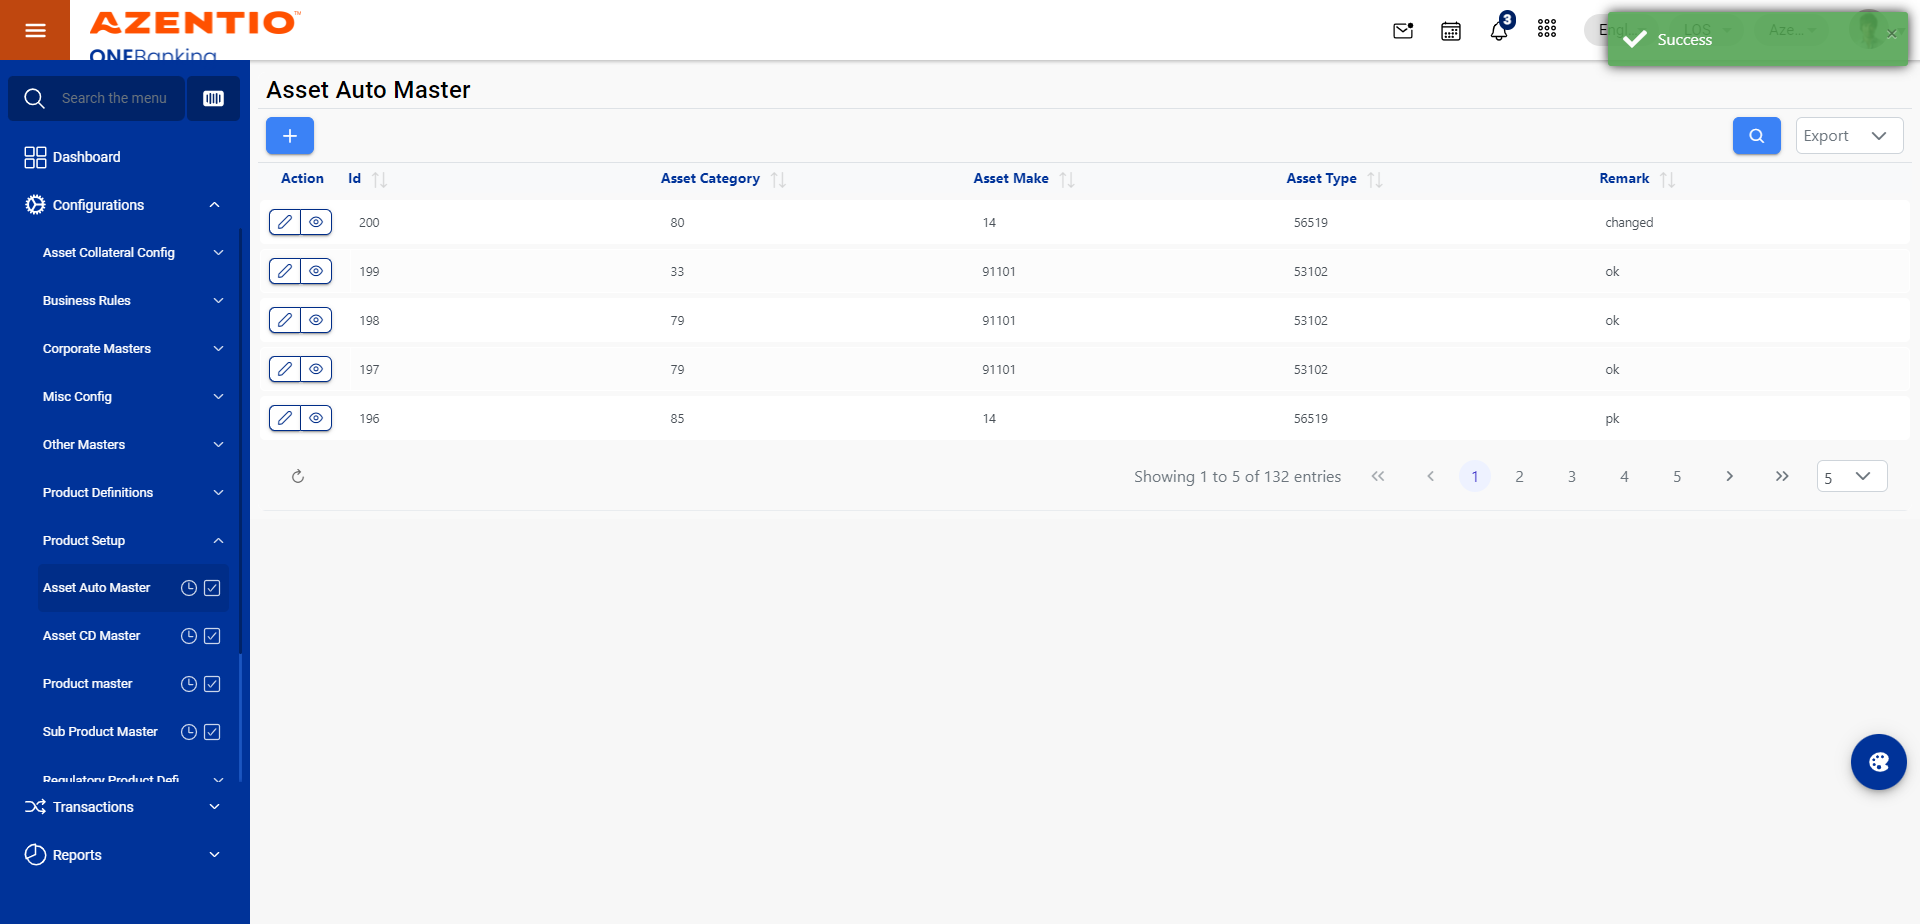 AZENTIO™
ONEBanking
3
Success
Search the menu
Dashboard
Configurations
Asset Collateral Config
Business Rules
Corporate Masters
Misc Config
Other Masters
Product Definitions
Product Setup
Asset Auto Master
Asset CD Master
Product master
Sub Product Master
Regulatory Product Defi
Transactions
Reports
Asset Auto Master
Export
Action Id Asset Category Asset Make Asset Type Remark
200 80 14 56519 changed
199 33 91101 53102 ok
198 79 91101 53102 ok
197 79 91101 53102 ok
196 85 14 56519 pk
Showing 1 to 5 of 132 entries << < 1 2 3 4 5 > >> 5